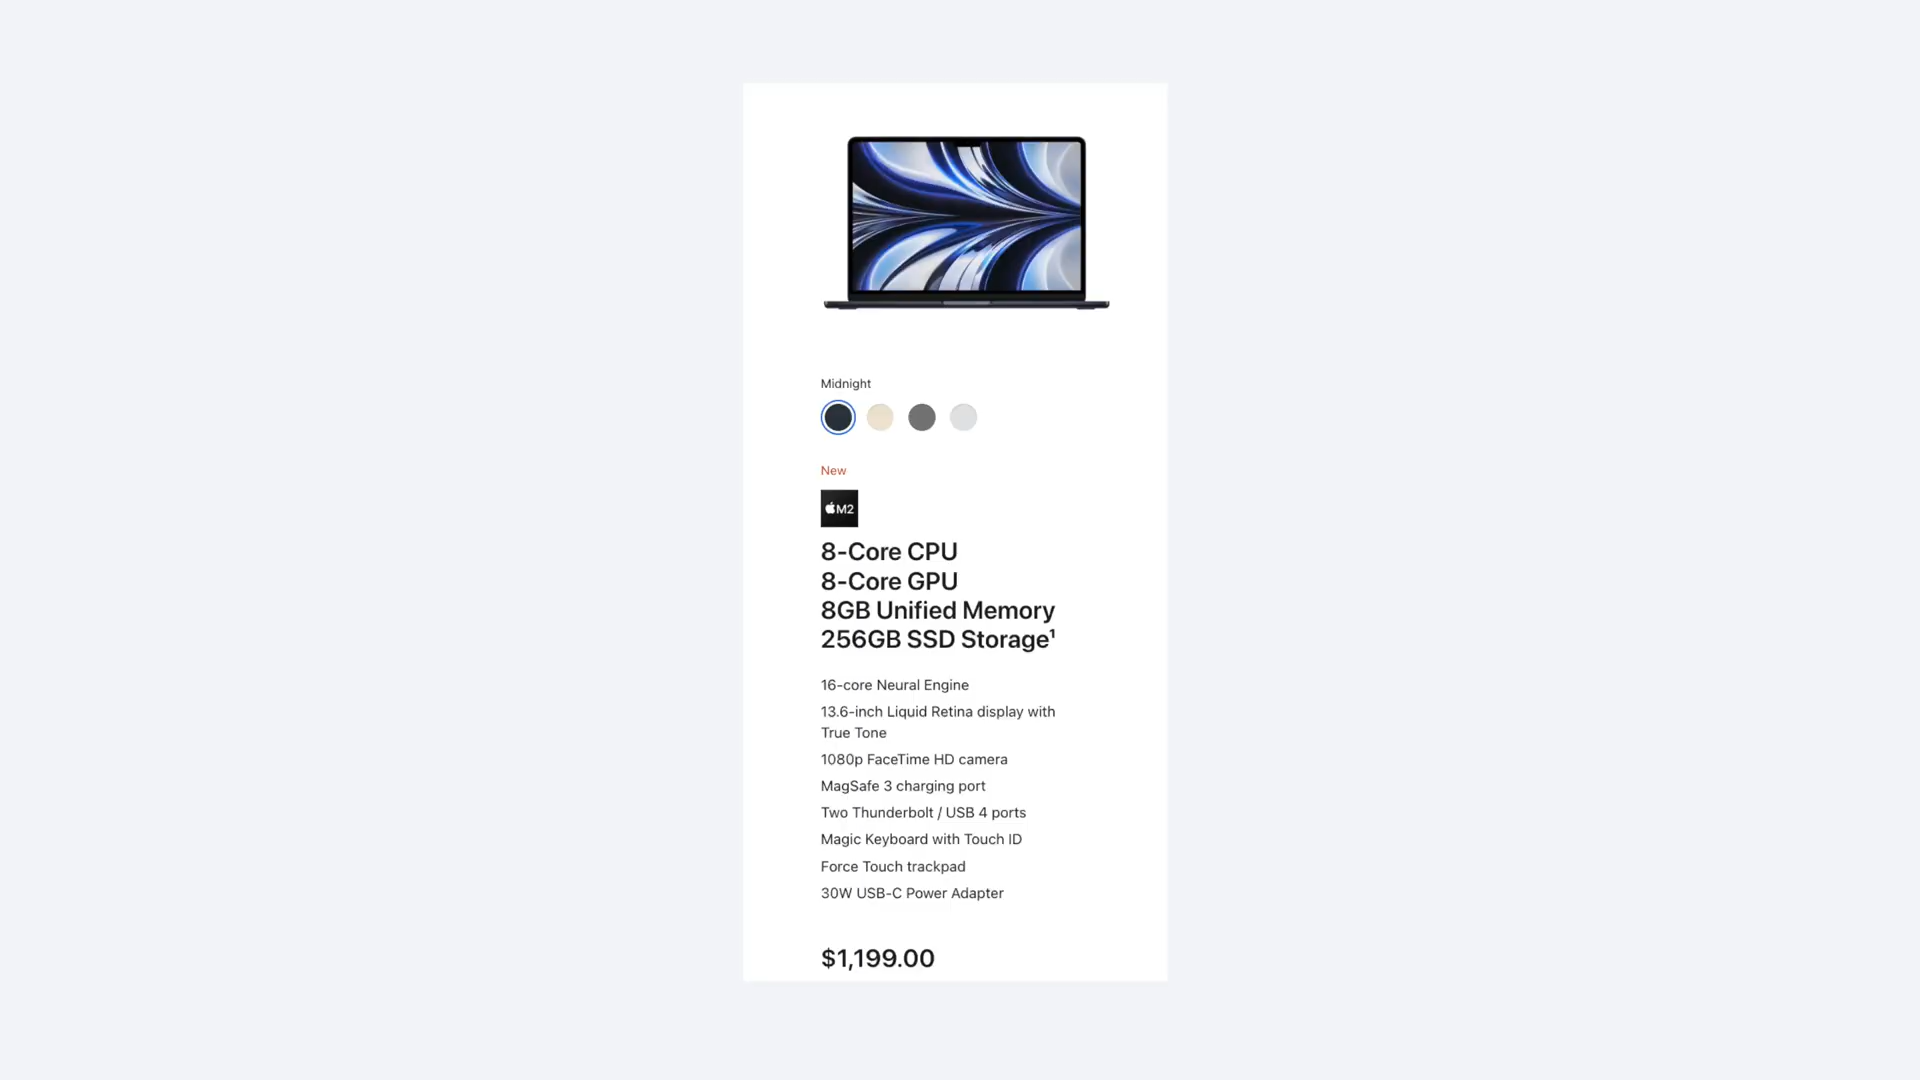 Midnight
New
M2
8-Core CPU
8-Core GPU
8GB Unified Memory
256GB SSD Storage¹
16-core Neural Engine
13.6-inch Liquid Retina display with
True Tone
1080p FaceTime HD camera
MagSafe 3 charging port
Two Thunderbolt / USB 4 ports
Magic Keyboard with Touch ID
Force Touch trackpad
30W USB-C Power Adapter
$1,199.00